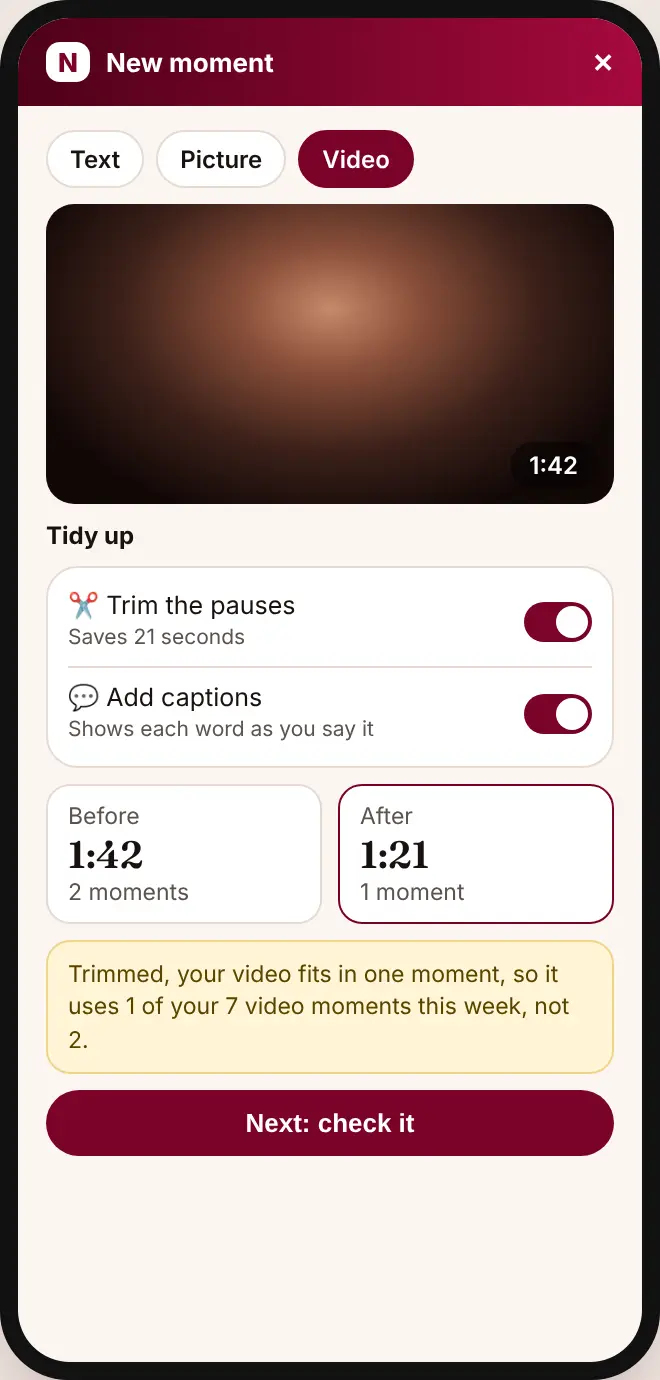 N New moment ✕
Text Picture Video
1:42
Tidy up
✂️ Trim the pauses
Saves 21 seconds
💬 Add captions
Shows each word as you say it
Before
1:42
2 moments
After
1:21
1 moment
Trimmed, your video fits in one moment, so it
uses 1 of your 7 video moments this week, not
2.
Next: check it